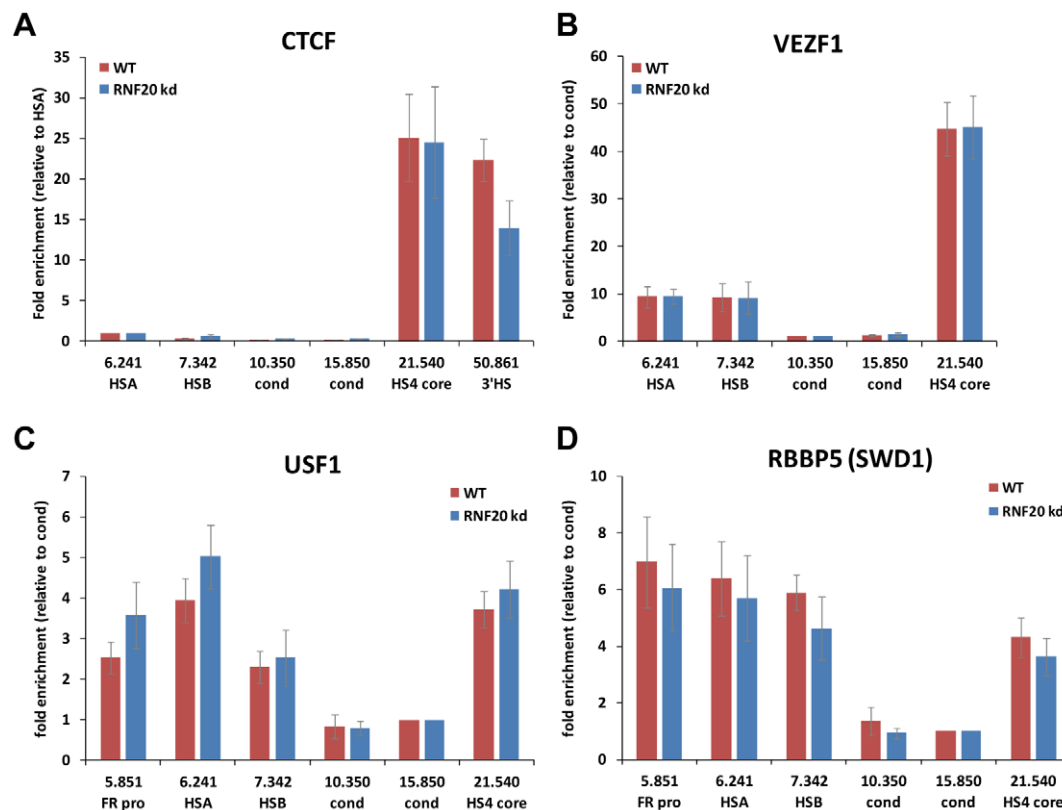 A
CTCF
WT
RNF20 kd
Fold enrichment (relative to HSA)
35
30
25
20
15
10
5
0
6.241 7.342 10.350 15.850 21.540 50.861
HSA HSB cond cond HS4 core 3'HS
B
VEZF1
WT
RNF20 kd
Fold enrichment (relative to cond)
60
50
40
30
20
10
0
6.241 7.342 10.350 15.850 21.540
HSA HSB cond cond HS4 core
C
USF1
WT
RNF20 kd
fold enrichment (relative to cond)
7
6
5
4
3
2
1
0
5.851 6.241 7.342 10.350 15.850 21.540
FR pro HSA HSB cond cond HS4 core
D
RBBP5 (SWD1)
WT
RNF20 kd
fold enrichment (relative to cond)
10
8
6
4
2
0
5.851 6.241 7.342 10.350 15.850 21.540
FR pro HSA HSB cond cond HS4 core